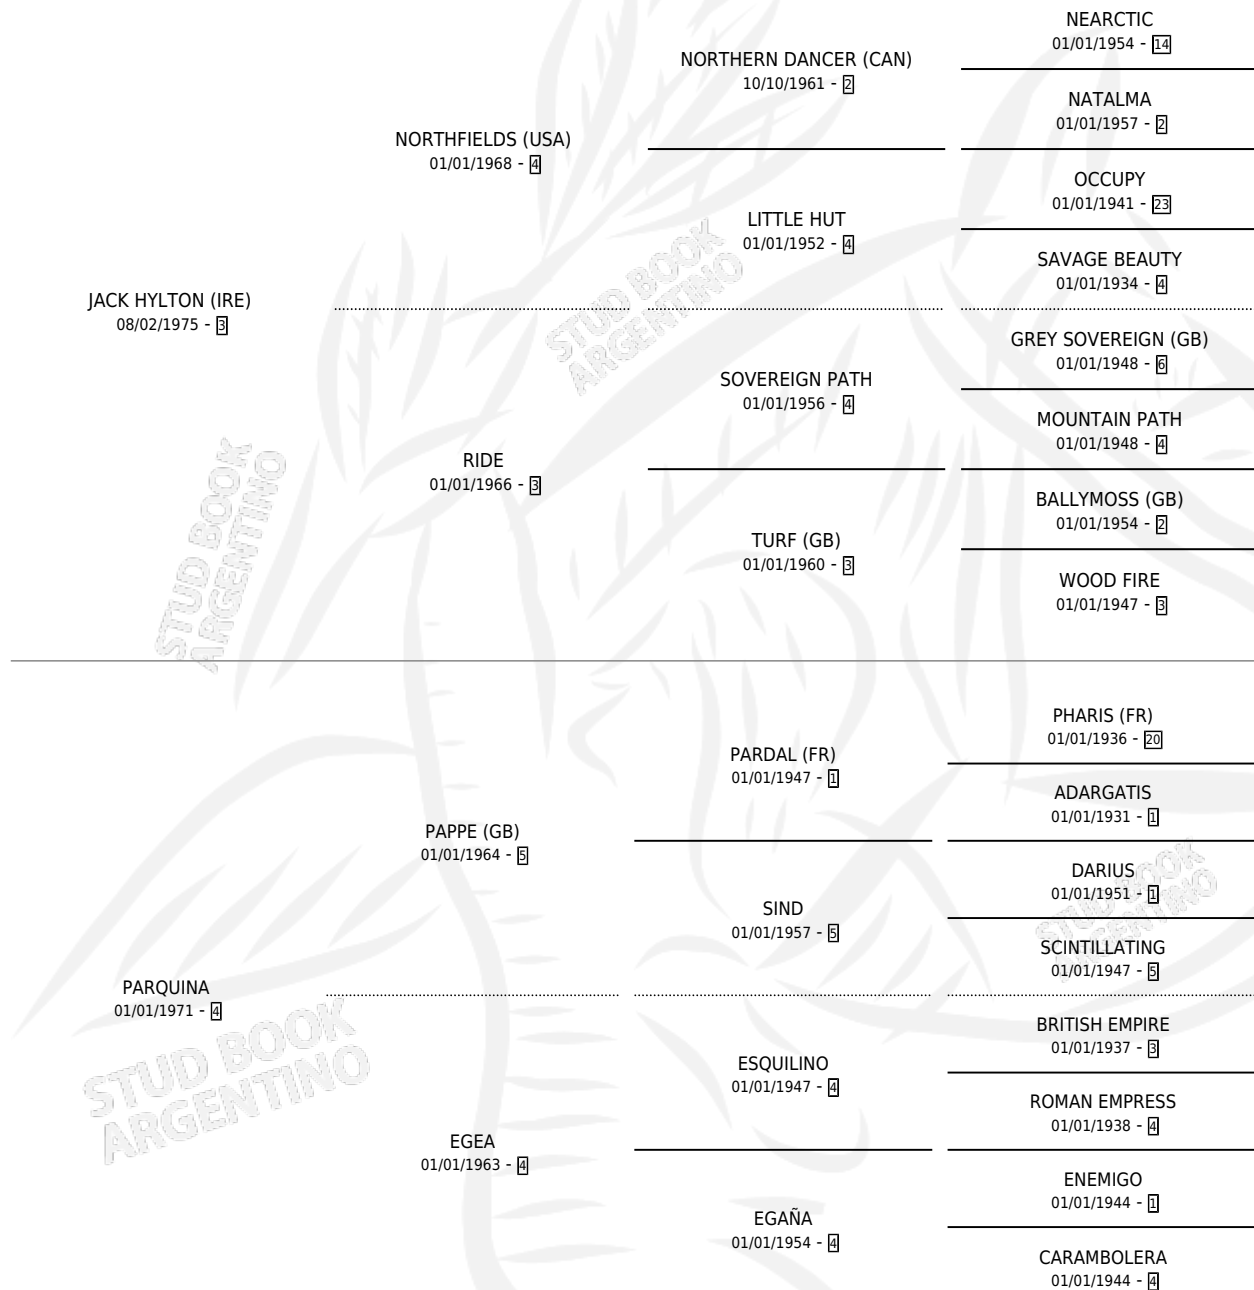 NEARCTIC
01/01/1954 - 14
NORTHERN DANCER (CAN)
10/10/1961 - 2
NATALMA
01/01/1957 - 2
NORTHFIELDS (USA)
01/01/1968 - 4
OCCUPY
01/01/1941 - 23
LITTLE HUT
01/01/1952 - 4
SAVAGE BEAUTY
01/01/1934 - 4
JACK HYLTON (IRE)
08/02/1975 - 3
GREY SOVEREIGN (GB)
01/01/1948 - 6
SOVEREIGN PATH
01/01/1956 - 4
MOUNTAIN PATH
01/01/1948 - 4
RIDE
01/01/1966 - 3
BALLYMOSS (GB)
01/01/1954 - 2
TURF (GB)
01/01/1960 - 3
WOOD FIRE
01/01/1947 - 3
PHARIS (FR)
01/01/1936 - 20
PARDAL (FR)
01/01/1947 - 1
ADARGATIS
01/01/1931 - 1
PAPPE (GB)
01/01/1964 - 5
DARIUS
01/01/1951 - 1
SIND
01/01/1957 - 5
SCINTILLATING
01/01/1947 - 5
PARQUINA
01/01/1971 - 4
BRITISH EMPIRE
01/01/1937 - 3
ESQUILINO
01/01/1947 - 4
ROMAN EMPRESS
01/01/1938 - 4
EGEA
01/01/1963 - 4
ENEMIGO
01/01/1944 - 1
EGAÑA
01/01/1954 - 4
CARAMBOLERA
01/01/1944 - 4
STUD BOOK
ARGENTINO
STUD BOOK
ARGENTINO
STUD BOOK
ARGENTINO
STUD BOOK
ARGENTINO